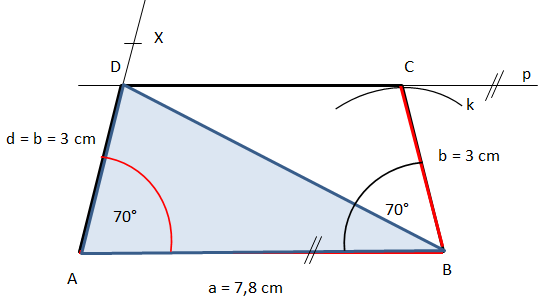 X
D
C
p
k
d = b = 3 cm
b = 3 cm
70°
70°
A
B
a = 7,8 cm